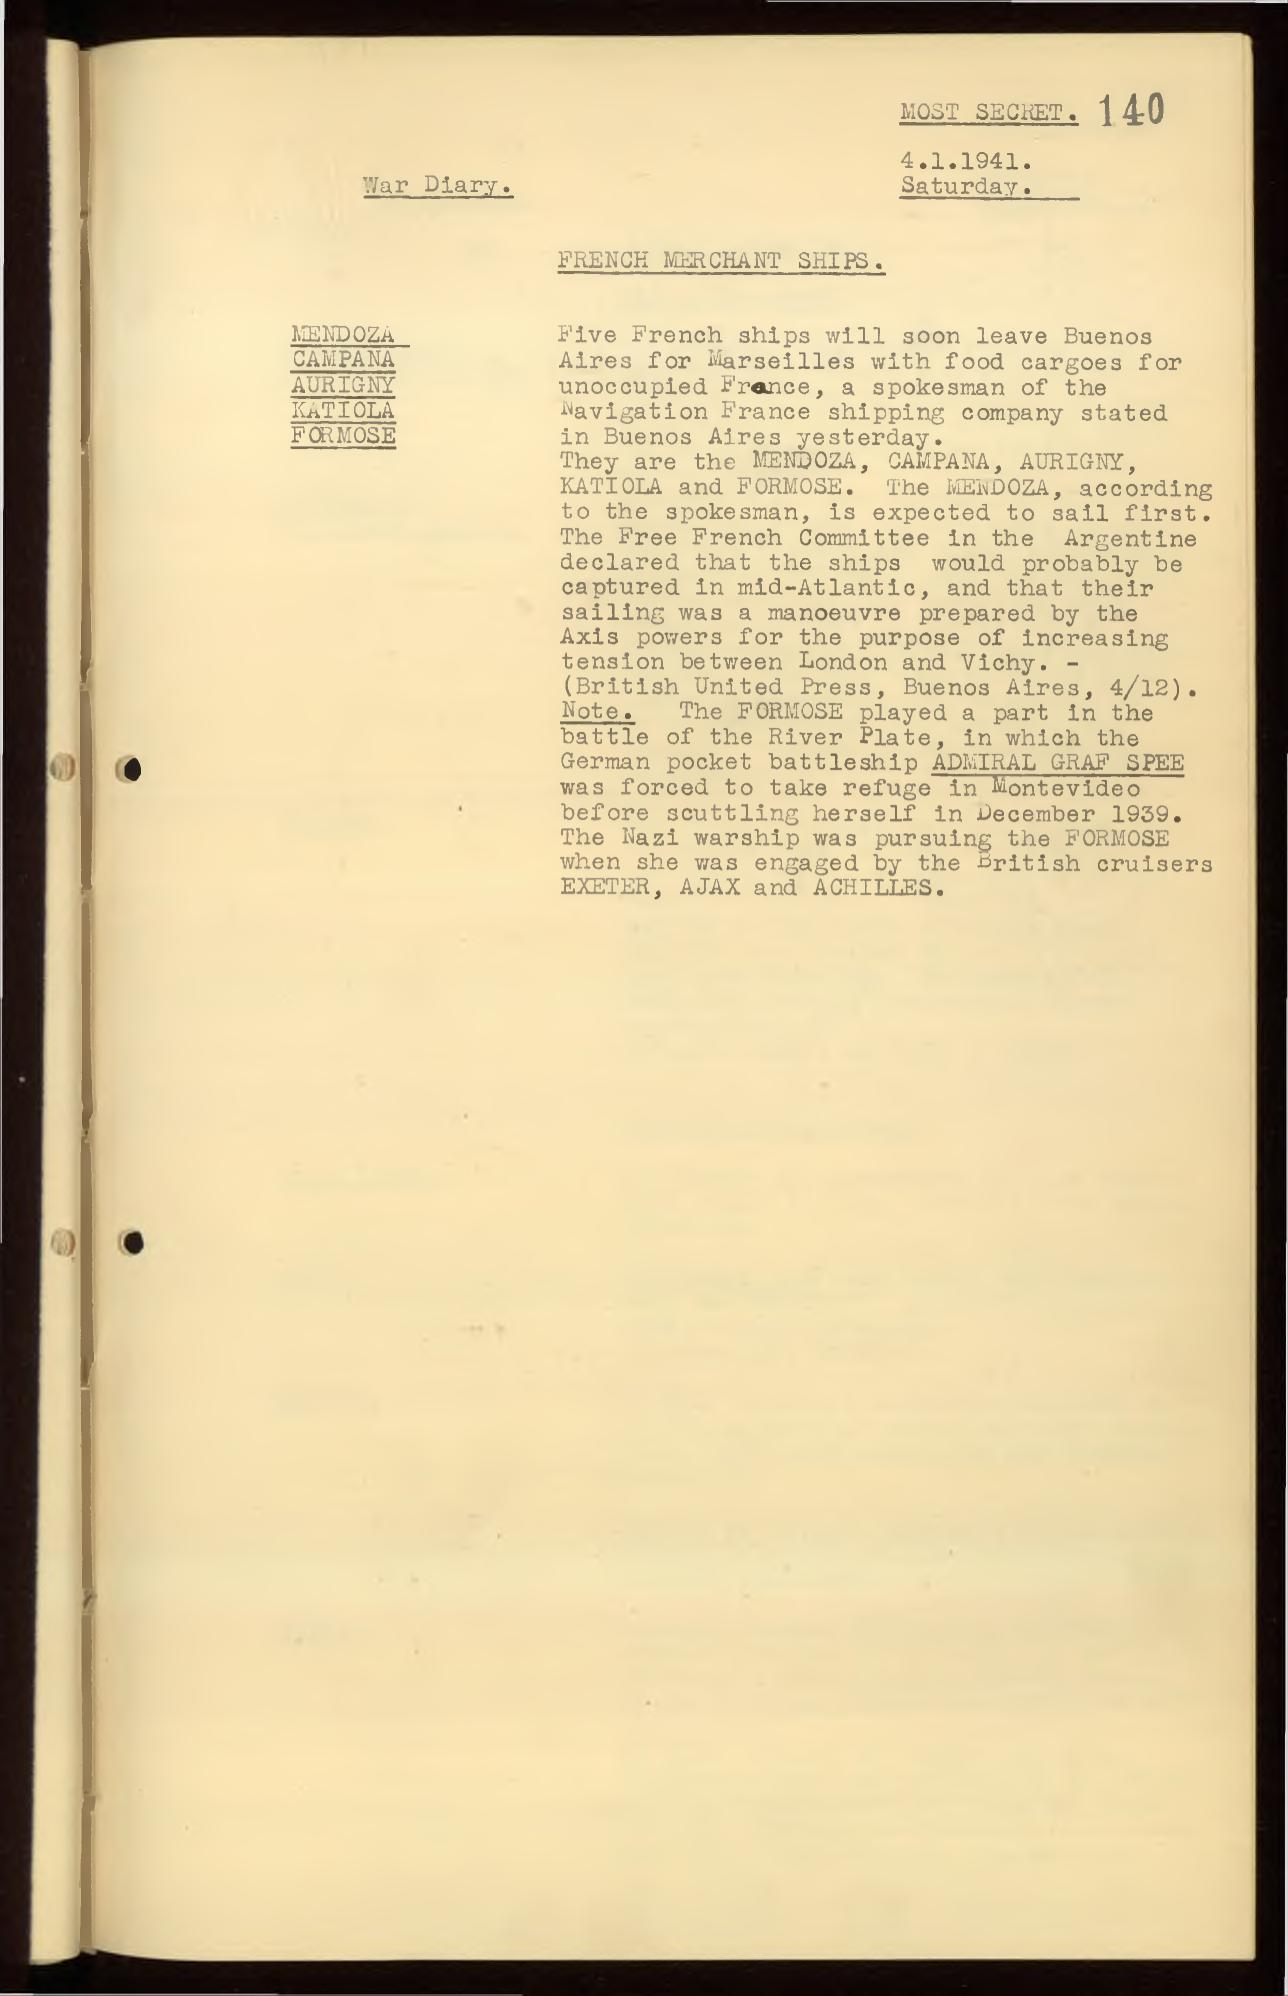 MOST SECRET. 140
4.1.1941.
War Diary.
Saturday.
FRENCH MERCHANT SHIPS.
MENDOZA
CAMPANA
AURIGNY
KATIOLA
FORMOSE
Five French ships will soon leave Buenos
Aires for Marseilles with food cargoes for
unoccupied France, a spokesman of the
Navigation France shipping company stated
in Buenos Aires yesterday.
They are the MENDOZA, CAMPANA, AURIGNY,
KATIOLA and FORMOSE. The MENDOZA, according
to the spokesman, is expected to sail first.
The Free French Committee in the Argentine
declared that the ships would probably be
captured in mid-Atlantic, and that their
sailing was a manoeuvre prepared by the
Axis powers for the purpose of increasing
tension between London and Vichy. -
(British United Press, Buenos Aires, 4/12).
Note. The FORMOSE played a part in the
battle of the River Plate, in which the
German pocket battleship ADMIRAL GRAF SPEE
was forced to take refuge in Montevideo
before scuttling herself in December 1939.
The Nazi warship was pursuing the FORMOSE
when she was engaged by the British cruisers
EXETER, AJAX and ACHILLES.